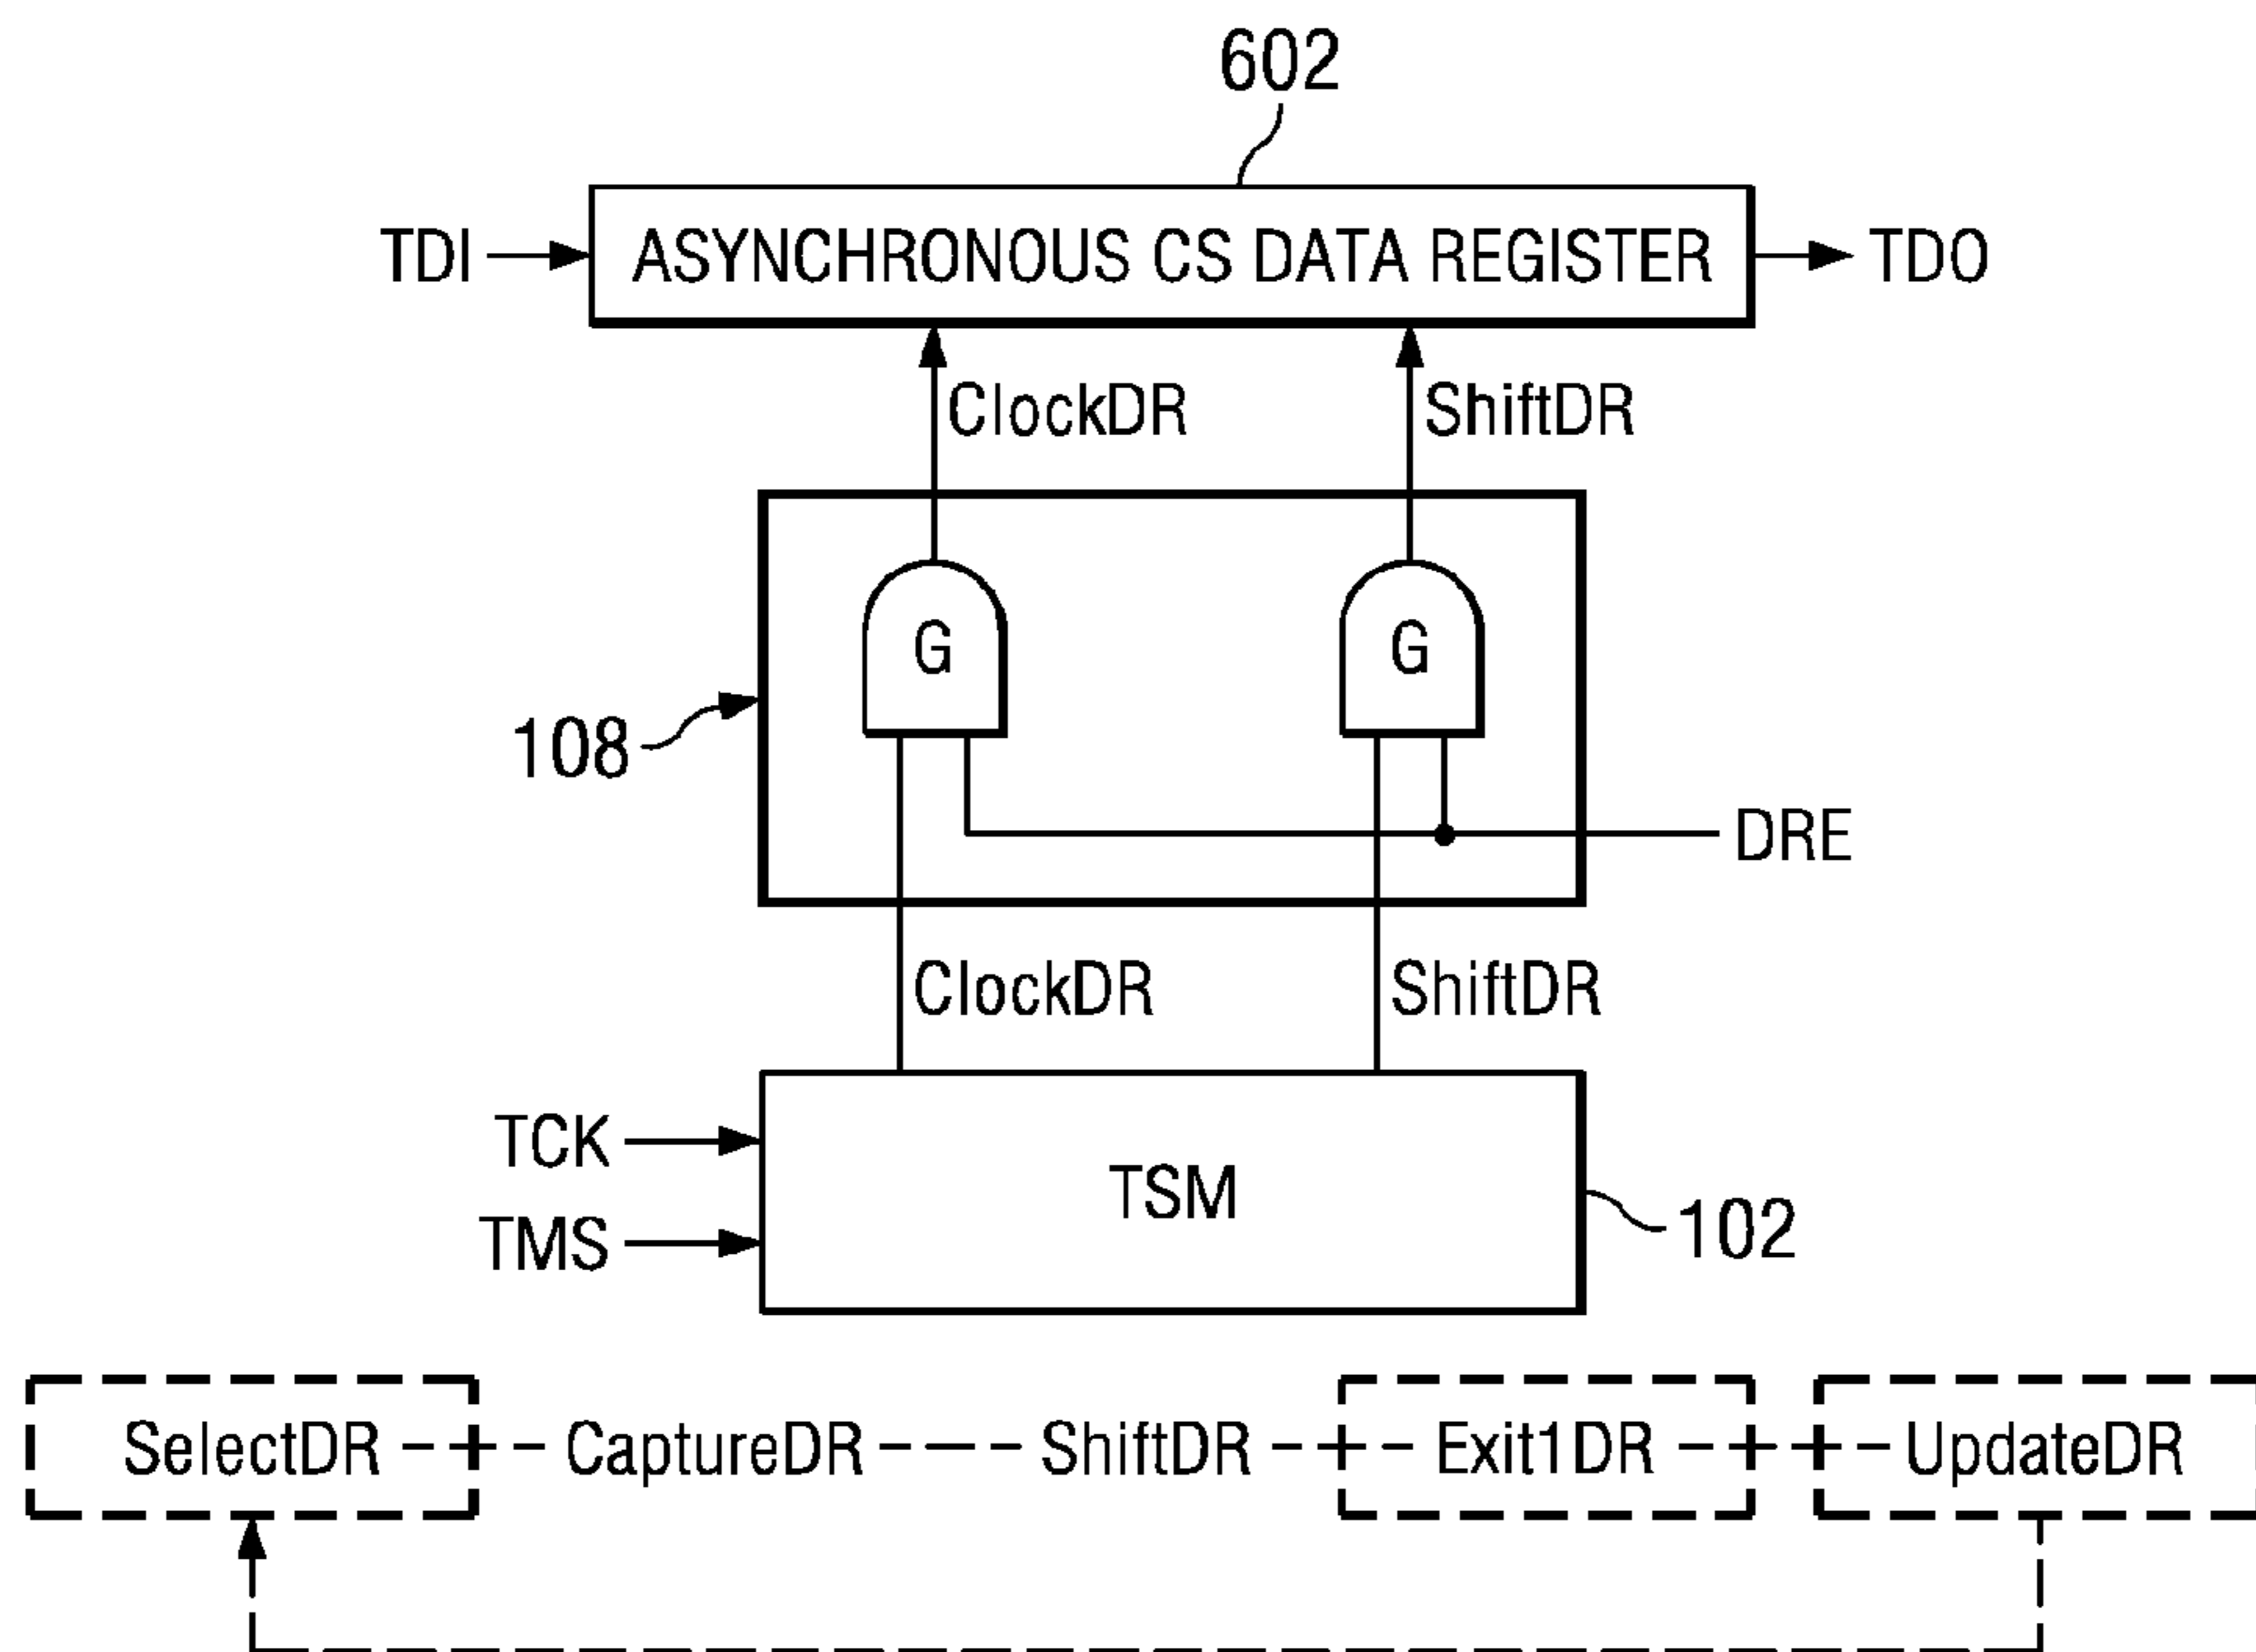 602
TDI
ASYNCHRONOUS CS DATA REGISTER
TDO
ClockDR
ShiftDR
G
G
108
DRE
ClockDR
ShiftDR
TCK
TMS
TSM
102
SelectDR
CaptureDR
ShiftDR
Exit1DR
UpdateDR